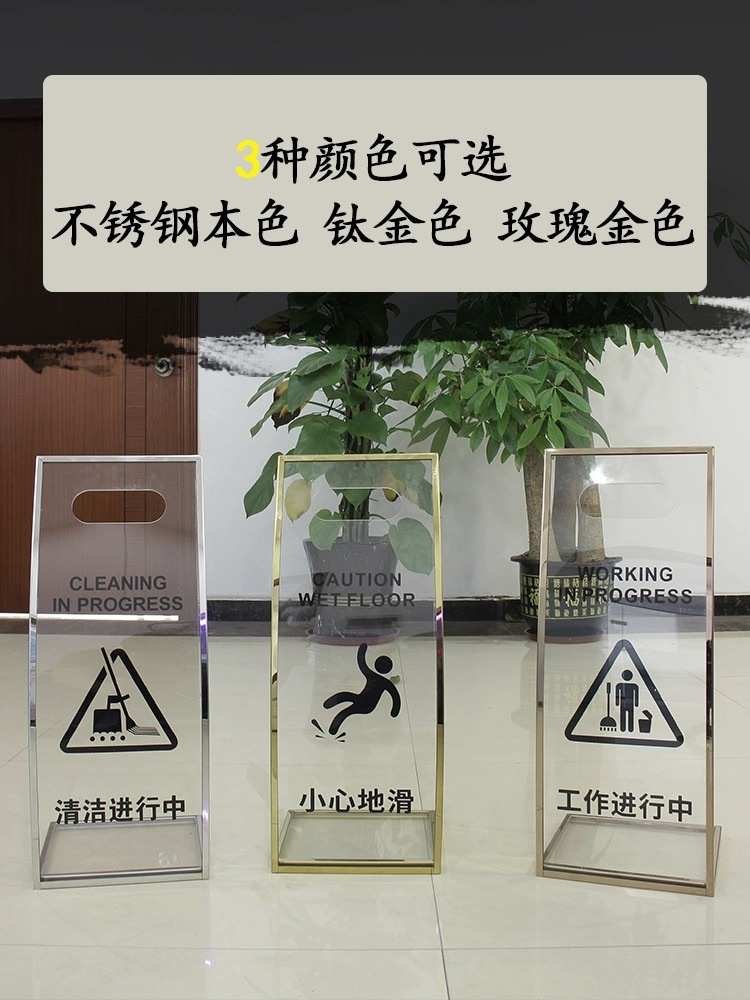 3种颜色可选
不锈钢本色 钛金色 玫瑰金色
CLEANING
IN PROGRESS
清洁进行中
CAUTION
WET FLOOR
小心地滑
WORKING
IN PROGRESS
工作进行中